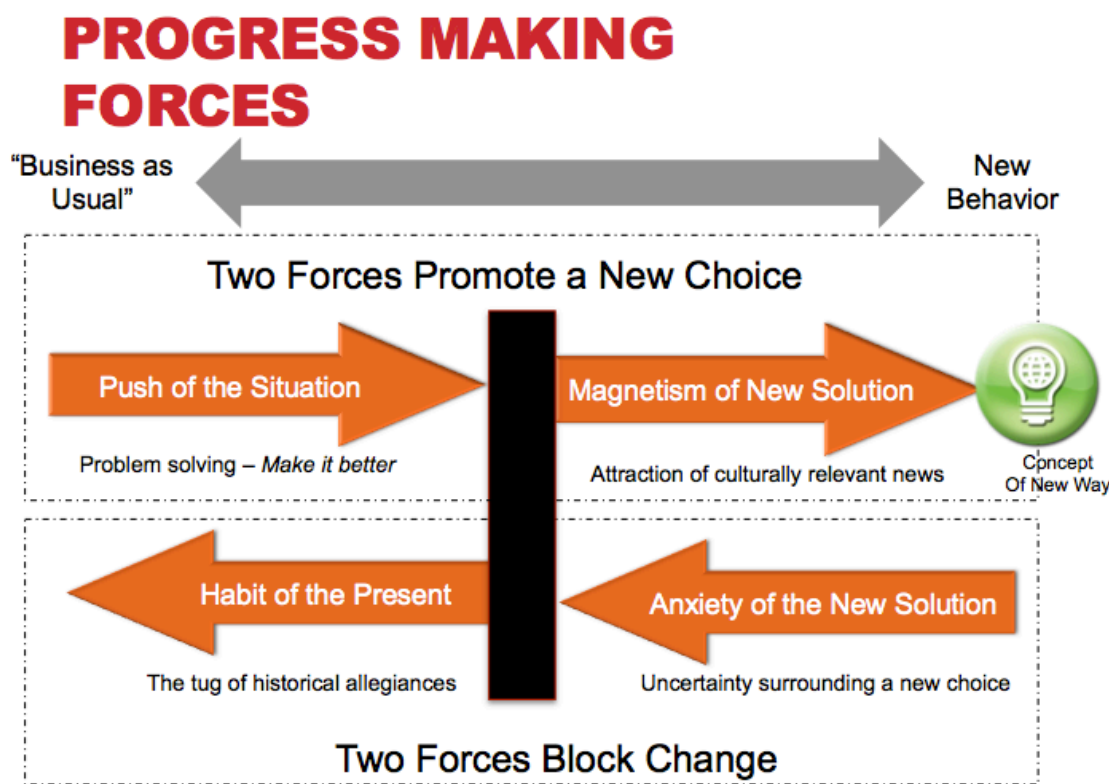 PROGRESS MAKING
FORCES
“Business as
Usual”
New
Behavior
Two Forces Promote a New Choice
Push of the Situation
Magnetism of New Solution
Problem solving – Make it better
Attraction of culturally relevant news
Concept
Of New Way
Habit of the Present
Anxiety of the New Solution
The tug of historical allegiances
Uncertainty surrounding a new choice
Two Forces Block Change